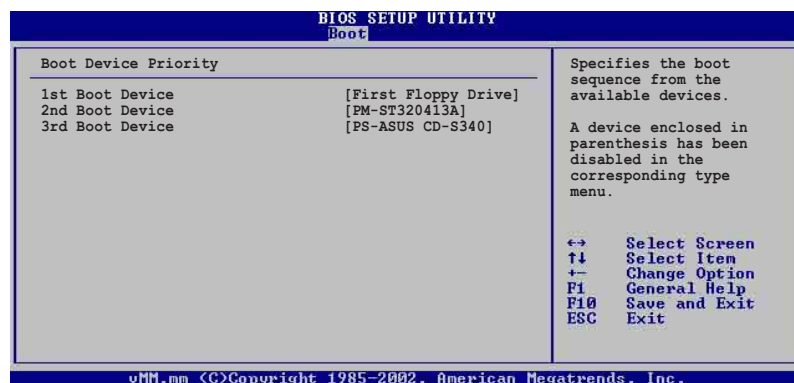 BIOS SETUP UTILITY
Boot
Boot Device Priority
1st Boot Device [First Floppy Drive]
2nd Boot Device [PM-ST320413A]
3rd Boot Device [PS-ASUS CD-S340]
Specifies the boot
sequence from the
available devices.
A device enclosed in
parenthesis has been
disabled in the
corresponding type
menu.
←→ Select Screen
↑↓ Select Item
+- Change Option
F1 General Help
F10 Save and Exit
ESC Exit
vMM.mm (C)Copyright 1985-2002, American Megatrends, Inc.